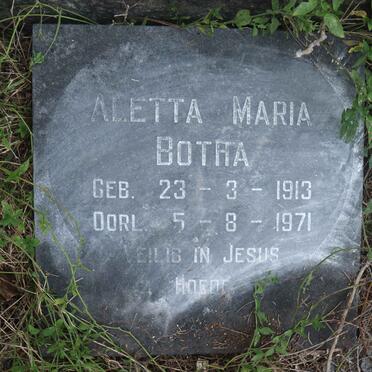 ALETTA MARIA
BOTHA
GEB. 23 - 3 - 1913
OORL. 5 - 8 - 1971
VEILIG IN JESUS